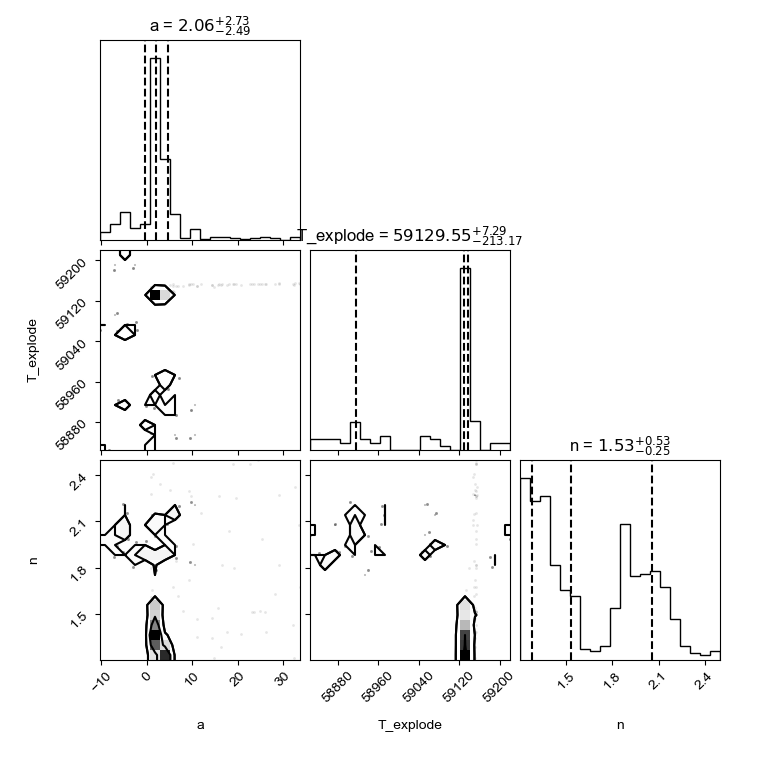 a = 2.06+2.73−2.49
T_explode = 59129.55+7.29−213.17
59200
59120
59040
58960
58880
T_explode
n = 1.53+0.53−0.25
2.4
2.1
1.8
1.5
n
−10 0 10 20 30
58880 58960 59040 59120 59200
1.5 1.8 2.1 2.4
a T_explode n